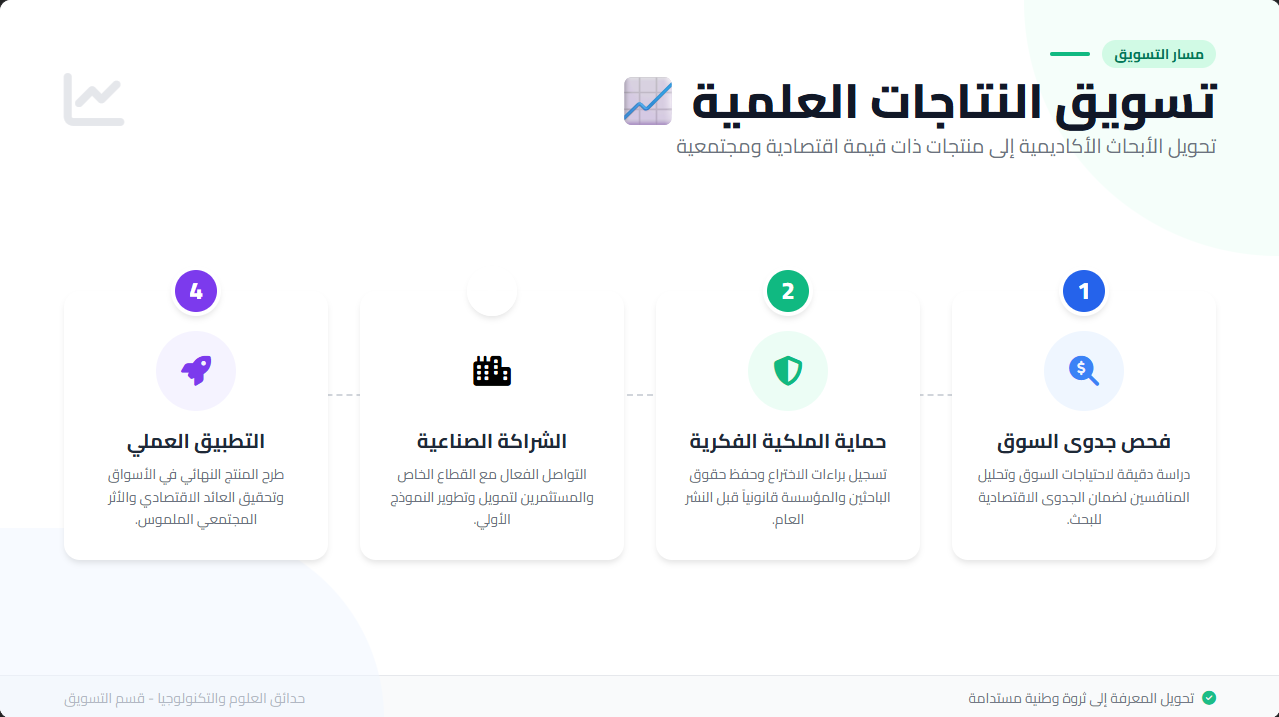 مسار التسويق
تسويق النتاجات العلمية
تحويل الأبحاث الأكاديمية إلى منتجات ذات قيمة اقتصادية ومجتمعية
1
فحص جدوى السوق
دراسة دقيقة لاحتياجات السوق وتحليل
المنافسين لضمان الجدوى الاقتصادية
للبحث.
2
حماية الملكية الفكرية
تسجيل براءات الاختراع وحفظ حقوق
الباحثين والمؤسسة قانونياً قبل النشر
العام.
الشراكة الصناعية
التواصل الفعال مع القطاع الخاص
والمستثمرين لتمويل وتطوير النموذج
الأولي.
4
التطبيق العملي
طرح المنتج النهائي في الأسواق
وتحقيق العائد الاقتصادي والأثر
المجتمعي الملموس.
تحويل المعرفة إلى ثروة وطنية مستدامة
حدائق العلوم والتكنولوجيا - قسم التسويق